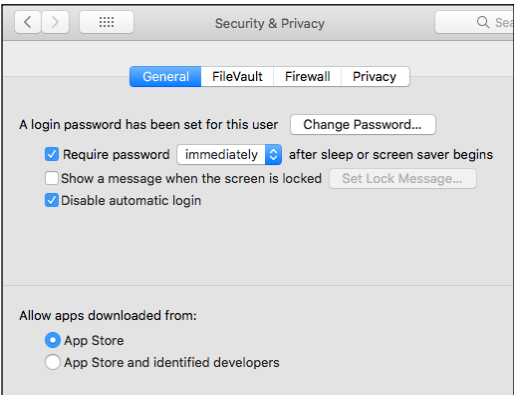 Security & Privacy
Sea
General FileVault Firewall Privacy
A login password has been set for this user Change Password...
Require password immediately after sleep or screen saver begins
Show a message when the screen is locked Set Lock Message...
Disable automatic login
Allow apps downloaded from:
App Store
App Store and identified developers